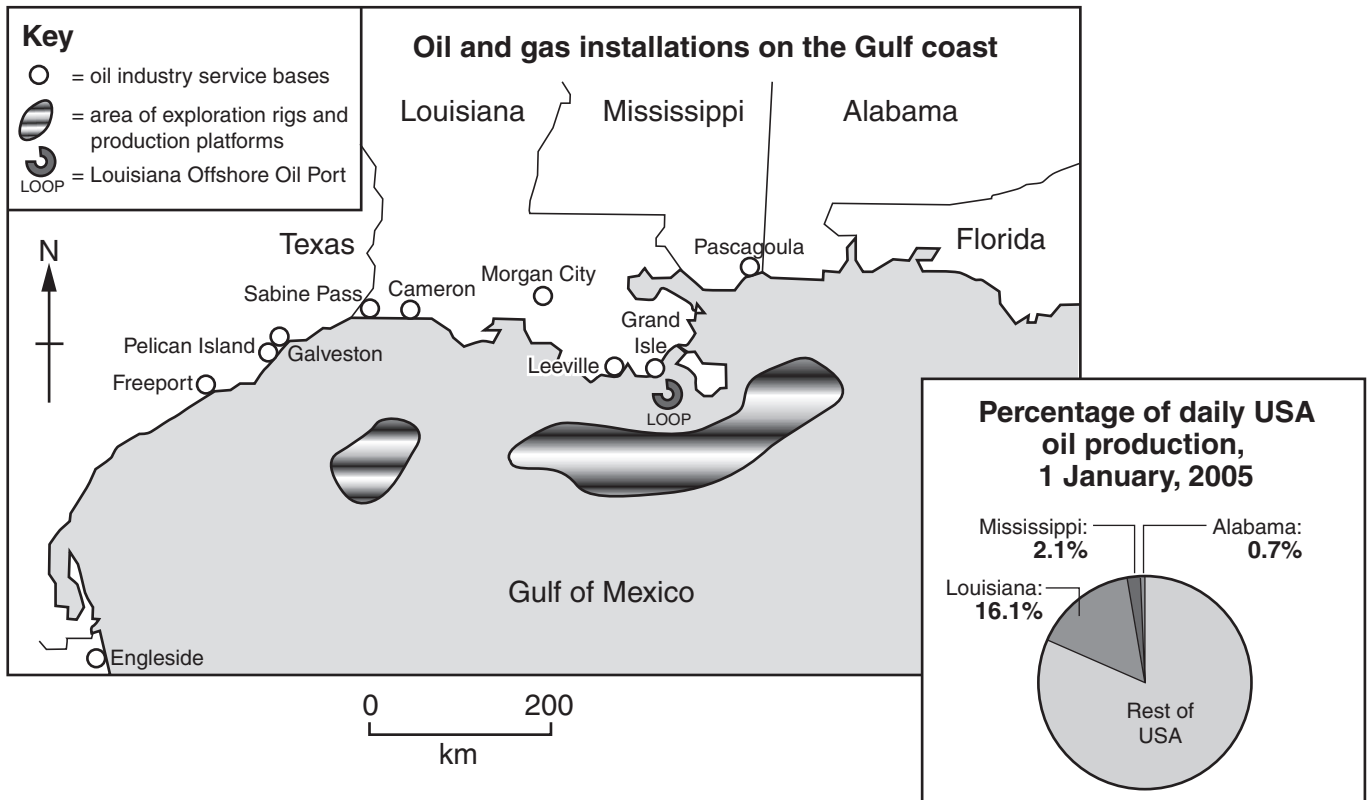 Key
= oil industry service bases
= area of exploration rigs and
production platforms
LOOP
= Louisiana Offshore Oil Port
Oil and gas installations on the Gulf coast
Louisiana
Mississippi
Alabama
N
Texas
Florida
Pascagoula
Morgan City
Sabine Pass
Cameron
Grand
Isle
Pelican Island
Galveston
Leeville
Freeport
LOOP
Gulf of Mexico
Engleside
0
200
km
Percentage of daily USA
oil production,
1 January, 2005
Mississippi:
2.1%
Alabama:
0.7%
Louisiana:
16.1%
Rest of
USA